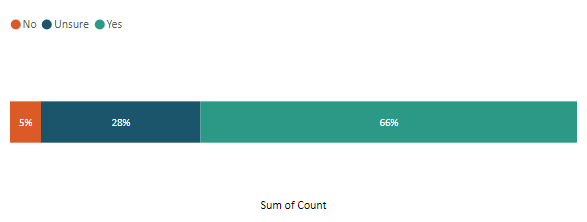 No Unsure Yes
5% 28% 66%
Sum of Count